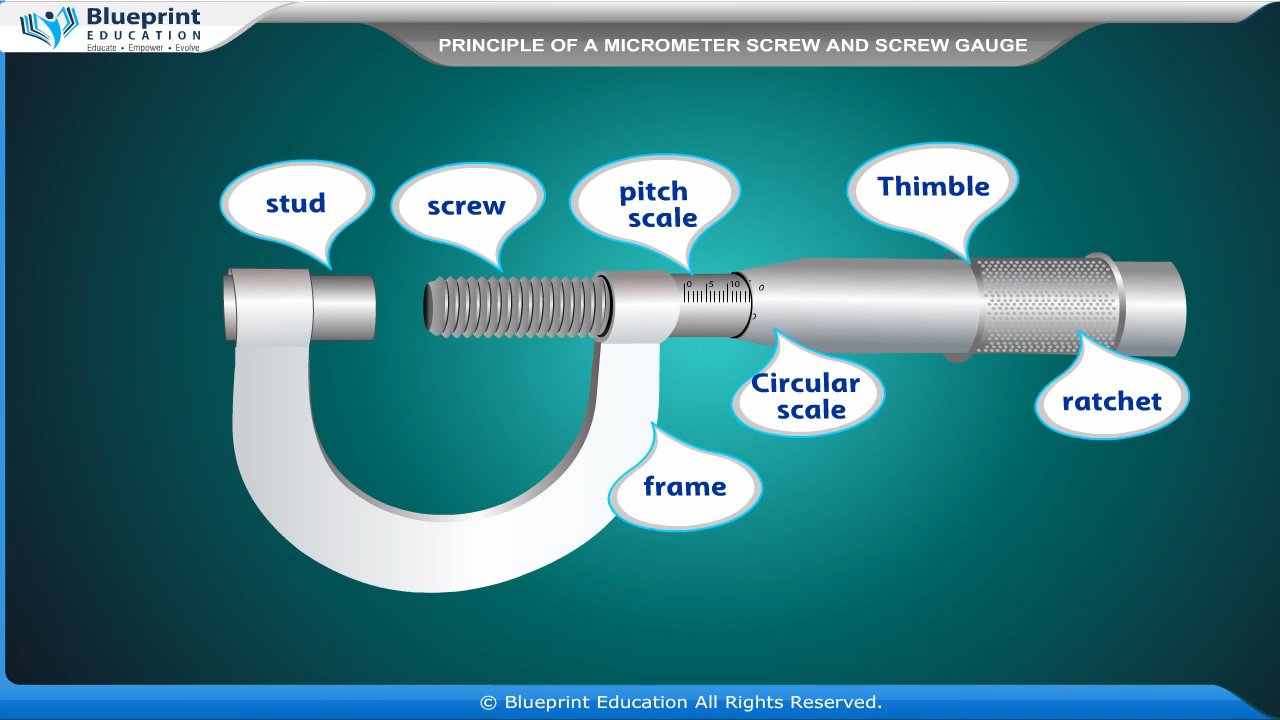 Blueprint
EDUCATION
Educate • Empower • Evolve
PRINCIPLE OF A MICROMETER SCREW AND SCREW GAUGE
stud
screw
pitch
scale
Thimble
0 5 10
0
Circular
scale
ratchet
frame
© Blueprint Education All Rights Reserved.